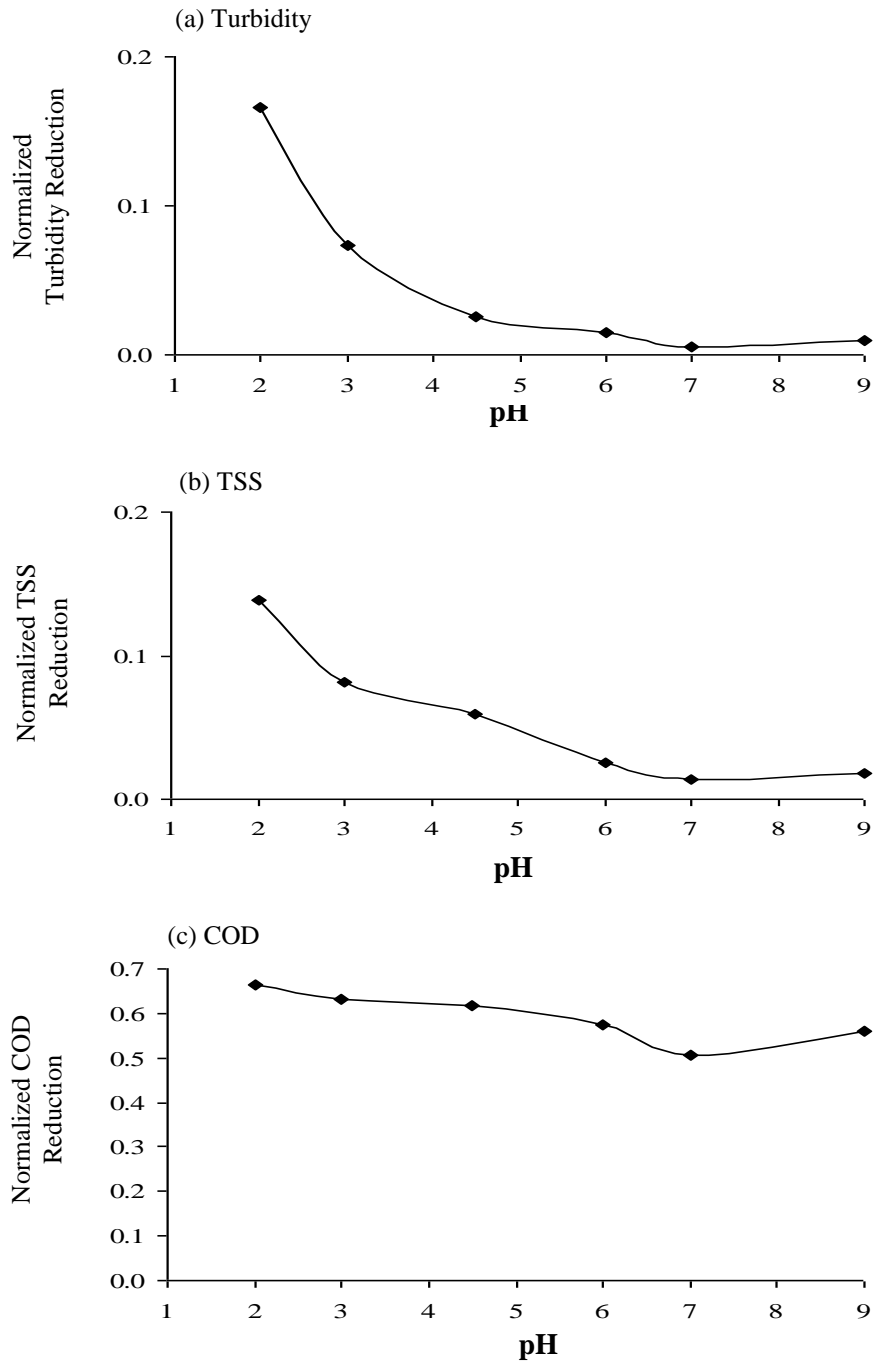 (a) Turbidity
Normalized
Turbidity Reduction
0.2
0.1
0.0
1 2 3 4 5 6 7 8 9
pH
(b) TSS
Normalized TSS
Reduction
0.2
0.1
0.0
1 2 3 4 5 6 7 8 9
pH
(c) COD
Normalized COD
Reduction
0.7
0.6
0.5
0.4
0.3
0.2
0.1
0.0
1 2 3 4 5 6 7 8 9
pH